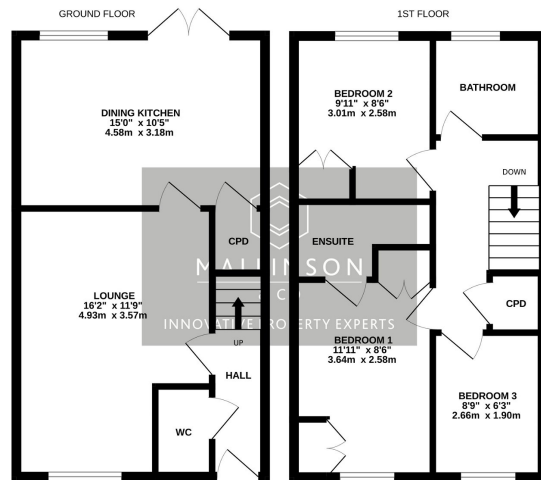 GROUND FLOOR
DINING KITCHEN
15'0" x 10'5"
4.58m x 3.18m
CPD
LOUNGE
16'2" x 11'9"
4.93m x 3.57m
UP
HALL
WC
1ST FLOOR
BEDROOM 2
9'11" x 8'6"
3.01m x 2.58m
BATHROOM
DOWN
ENSUITE
CPD
BEDROOM 1
11'11" x 8'6"
3.64m x 2.58m
BEDROOM 3
8'9" x 6'3"
2.66m x 1.90m
& CO
INNOVATIVE PROPERTY EXPERTS